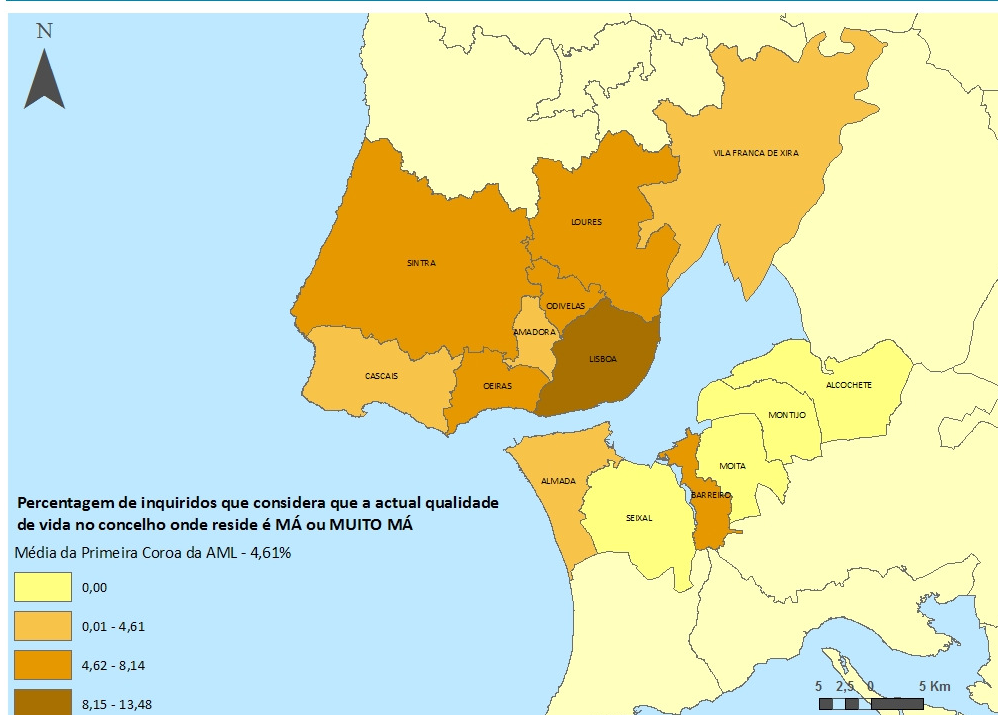 N
VILA FRANCA DE XIRA
LOURES
SINTRA
ODIVELAS
AMADORA
LISBOA
CASCAIS
OEIRAS
ALCOCHETE
MONTIJO
MOITA
ALMADA
BARREIRO
SEIXAL
Percentagem de inquiridos que considera que a actual qualidade
de vida no concelho onde reside é MÁ ou MUITO MÁ
Média da Primeira Coroa da AML - 4,61%
0,00
0,01 - 4,61
4,62 - 8,14
8,15 - 13,48
5 2,5 0 5 Km